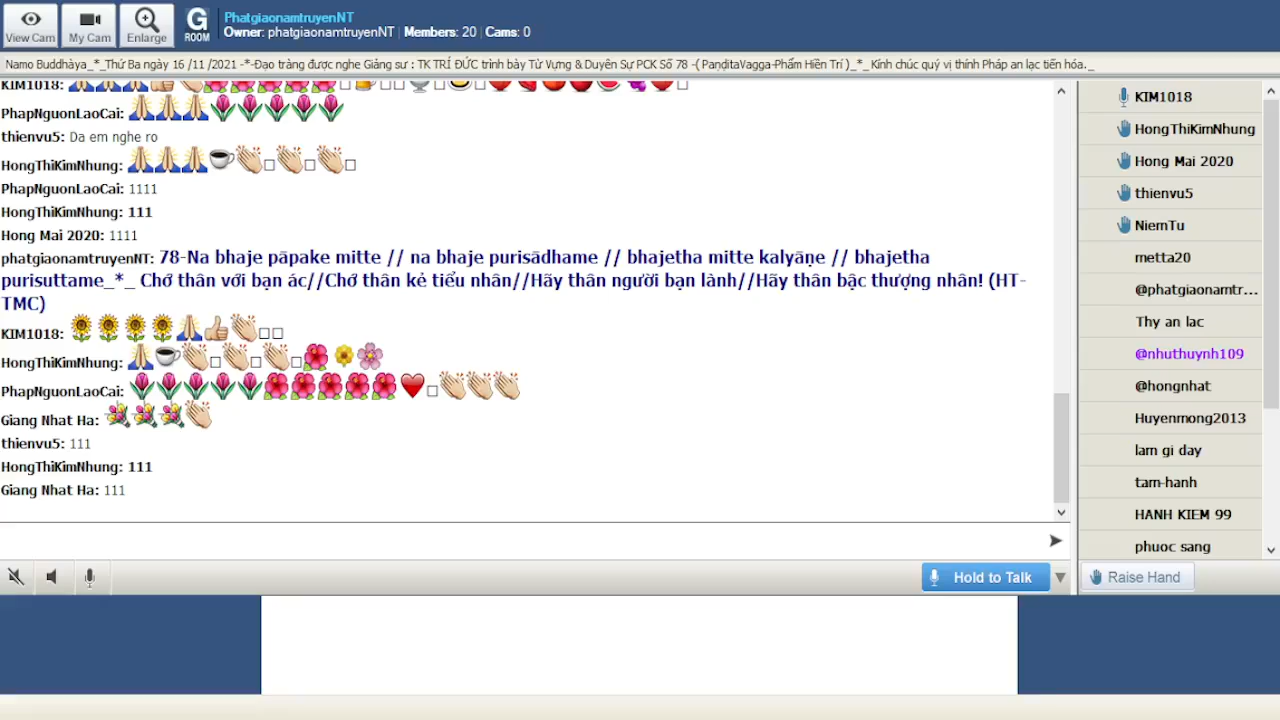 View Cam
My Cam
Enlarge
G ROOM
PhatgiaonamtruyenNT
Owner: phatgiaonamtruyenNT | Members: 20 | Cams: 0
Namo Buddhàya_*_Thứ Ba ngày 16 /11 /2021 -*-Đạo tràng được nghe Giảng sư : TK TRÍ ĐỨC trình bày Từ Vựng & Duyên Sự PCK Số 78 -( PaṇḍitaVagga-Phẩm Hiền Trí )_*_ Kính chúc quý vị thính Pháp an lạc tiến hóa._
KIM1018:
PhapNguonLaoCai:
thienvu5: Da em nghe ro
HongThiKimNhung:
PhapNguonLaoCai: 1111
HongThiKimNhung: 111
Hong Mai 2020: 1111
phatgiaonamtruyenNT: 78-Na bhaje pāpake mitte // na bhaje purisādhame // bhajetha mitte kalyāṇe // bhajetha
purisuttame_*_ Chớ thân với bạn ác//Chớ thân kẻ tiểu nhân//Hãy thân người bạn lành//Hãy thân bậc thượng nhân! (HT-
TMC)
KIM1018:
HongThiKimNhung:
PhapNguonLaoCai:
Giang Nhat Ha:
thienvu5: 111
HongThiKimNhung: 111
Giang Nhat Ha: 111
Hold to Talk
KIM1018
HongThiKimNhung
Hong Mai 2020
thienvu5
NiemTu
metta20
@phatgiaonamtr...
Thy an lac
@nhuthuynh109
@hongnhat
Huyenmong2013
lam gi day
tam-hanh
HANH KIEM 99
phuoc sang
Raise Hand